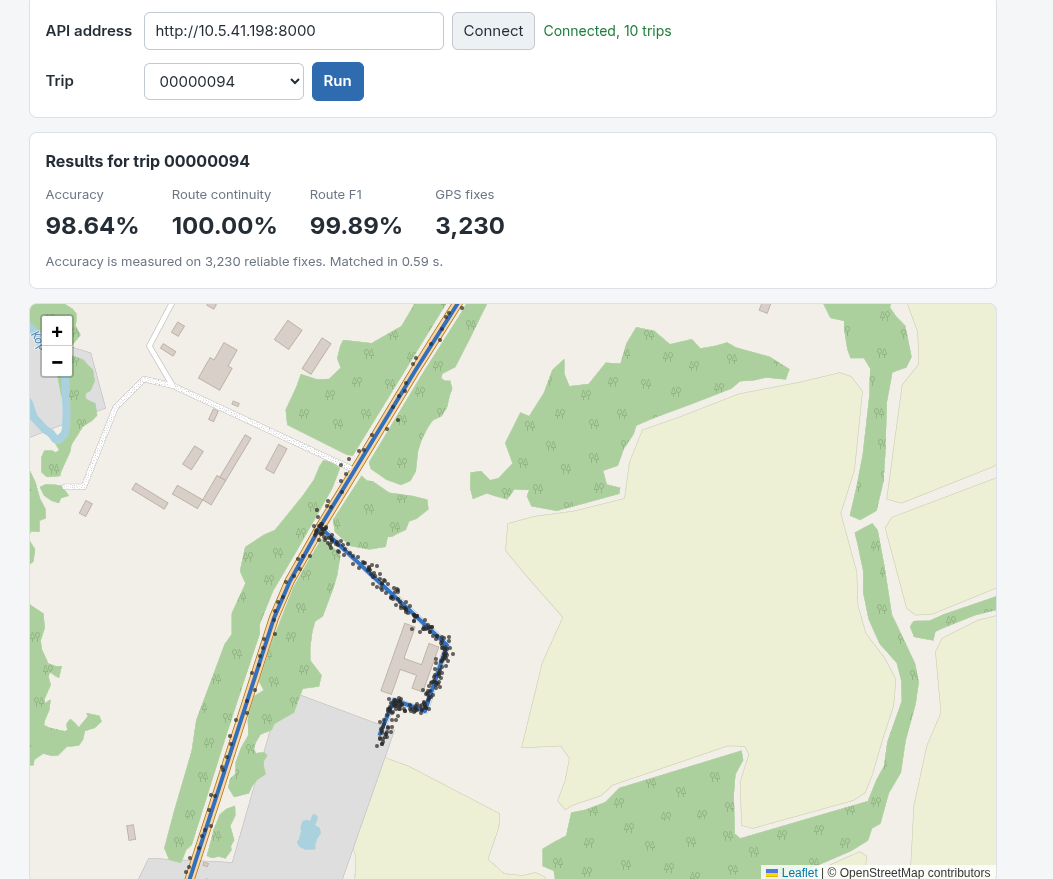 API address http://10.5.41.198:8000 Connect Connected, 10 trips
Trip 00000094 Run
Results for trip 00000094
Accuracy Route continuity Route F1 GPS fixes
98.64% 100.00% 99.89% 3,230
Accuracy is measured on 3,230 reliable fixes. Matched in 0.59 s.
+
−
Leaflet | © OpenStreetMap contributors